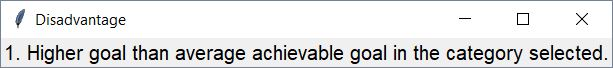 Disadvantage
1. Higher goal than average achievable goal in the category selected.